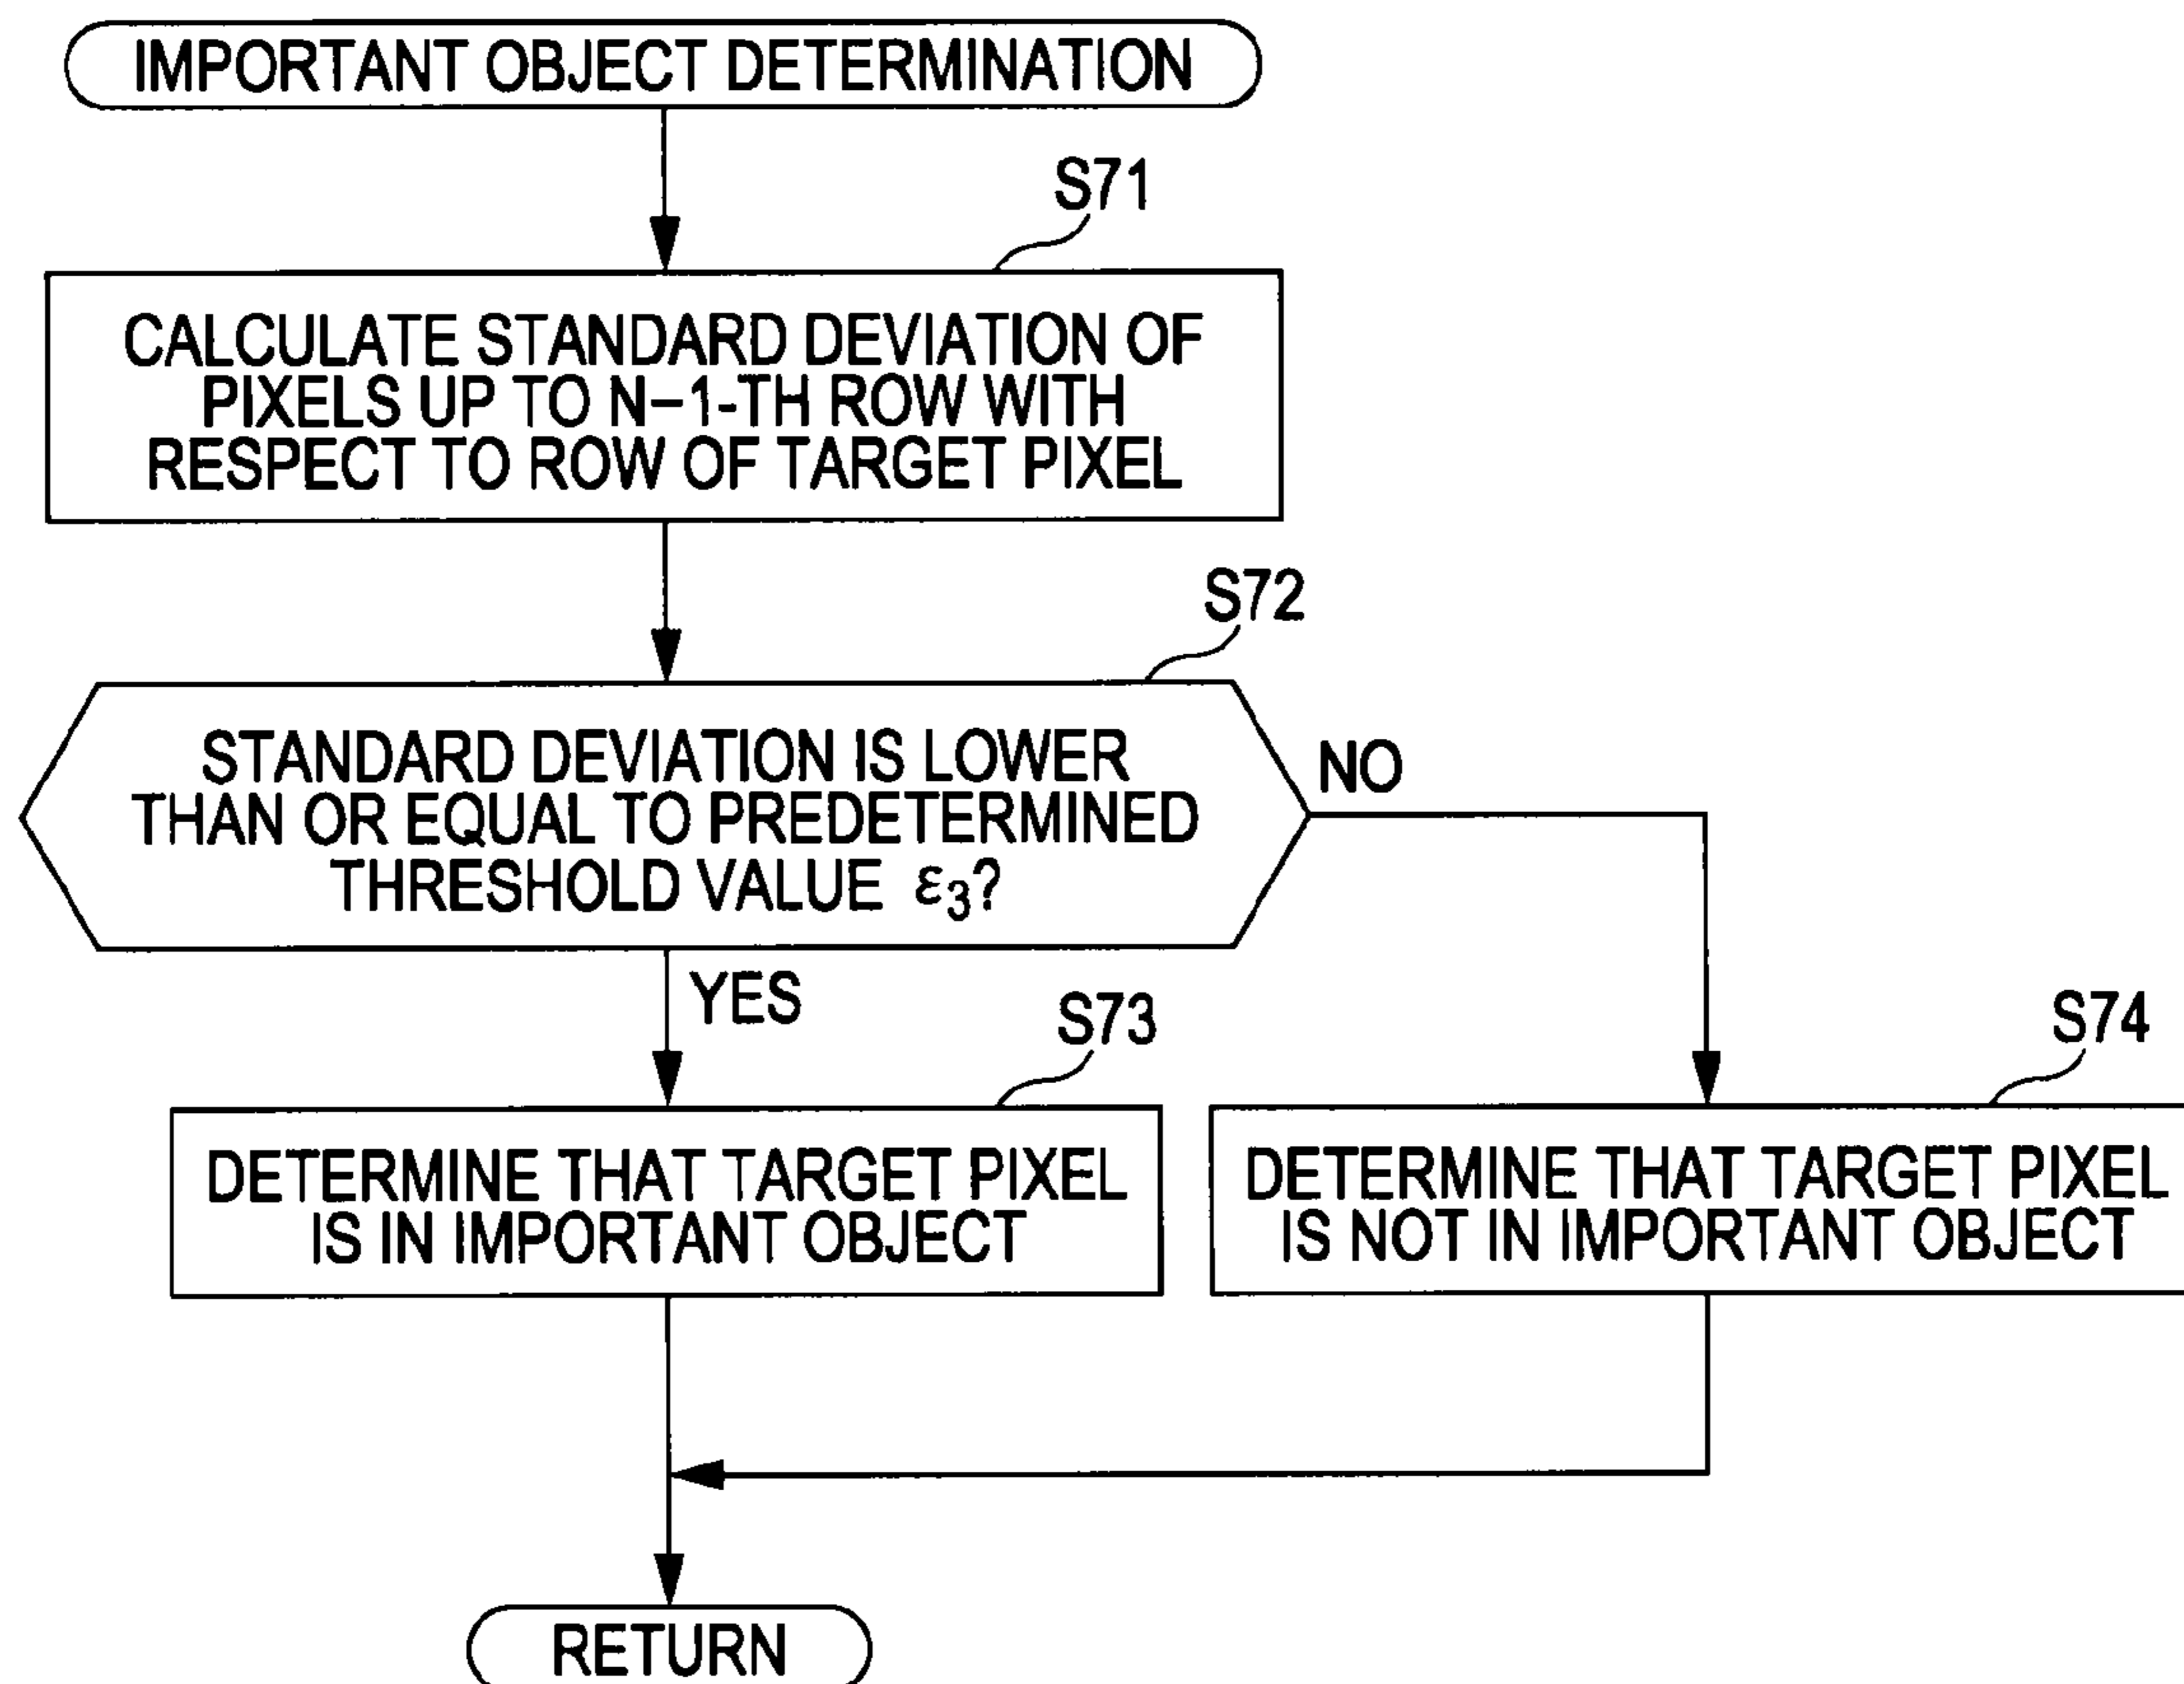 IMPORTANT OBJECT DETERMINATION
S71
CALCULATE STANDARD DEVIATION OF
PIXELS UP TO N–1-TH ROW WITH
RESPECT TO ROW OF TARGET PIXEL
S72
STANDARD DEVIATION IS LOWER
THAN OR EQUAL TO PREDETERMINED
THRESHOLD VALUE ε₃?
NO
YES
S73
DETERMINE THAT TARGET PIXEL
IS IN IMPORTANT OBJECT
S74
DETERMINE THAT TARGET PIXEL
IS NOT IN IMPORTANT OBJECT
RETURN